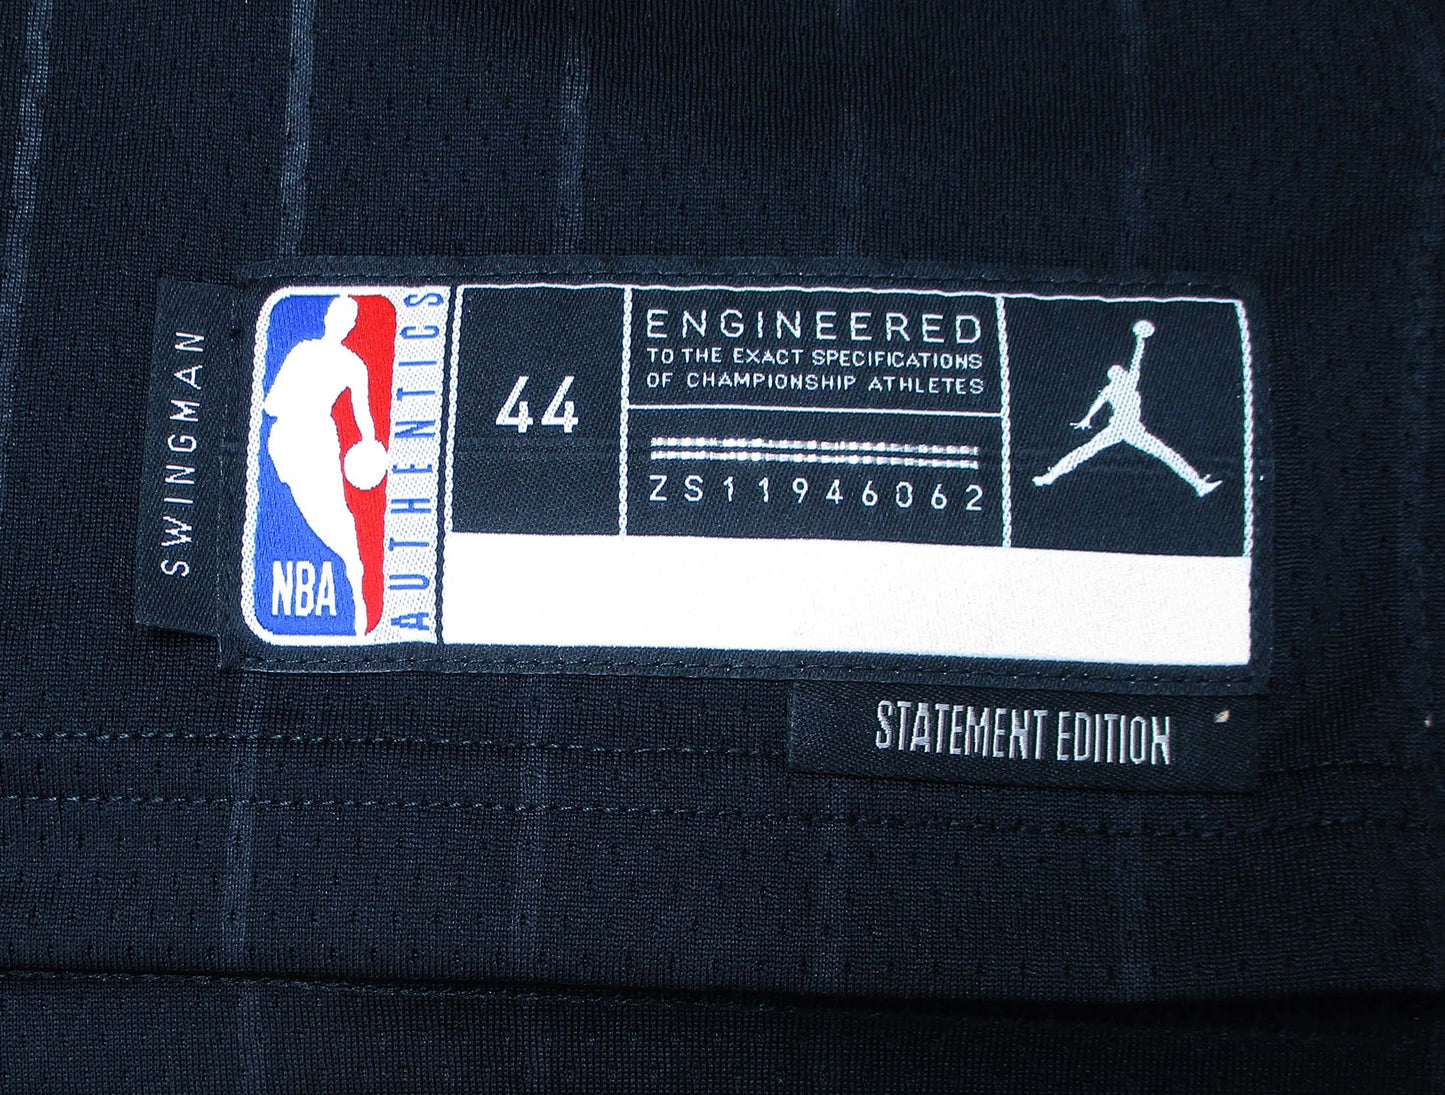 SWINGMAN
NBA
AUTHENTICS
44
ENGINEERED
TO THE EXACT SPECIFICATIONS
OF CHAMPIONSHIP ATHLETES
ZS11946062
STATEMENT EDITION